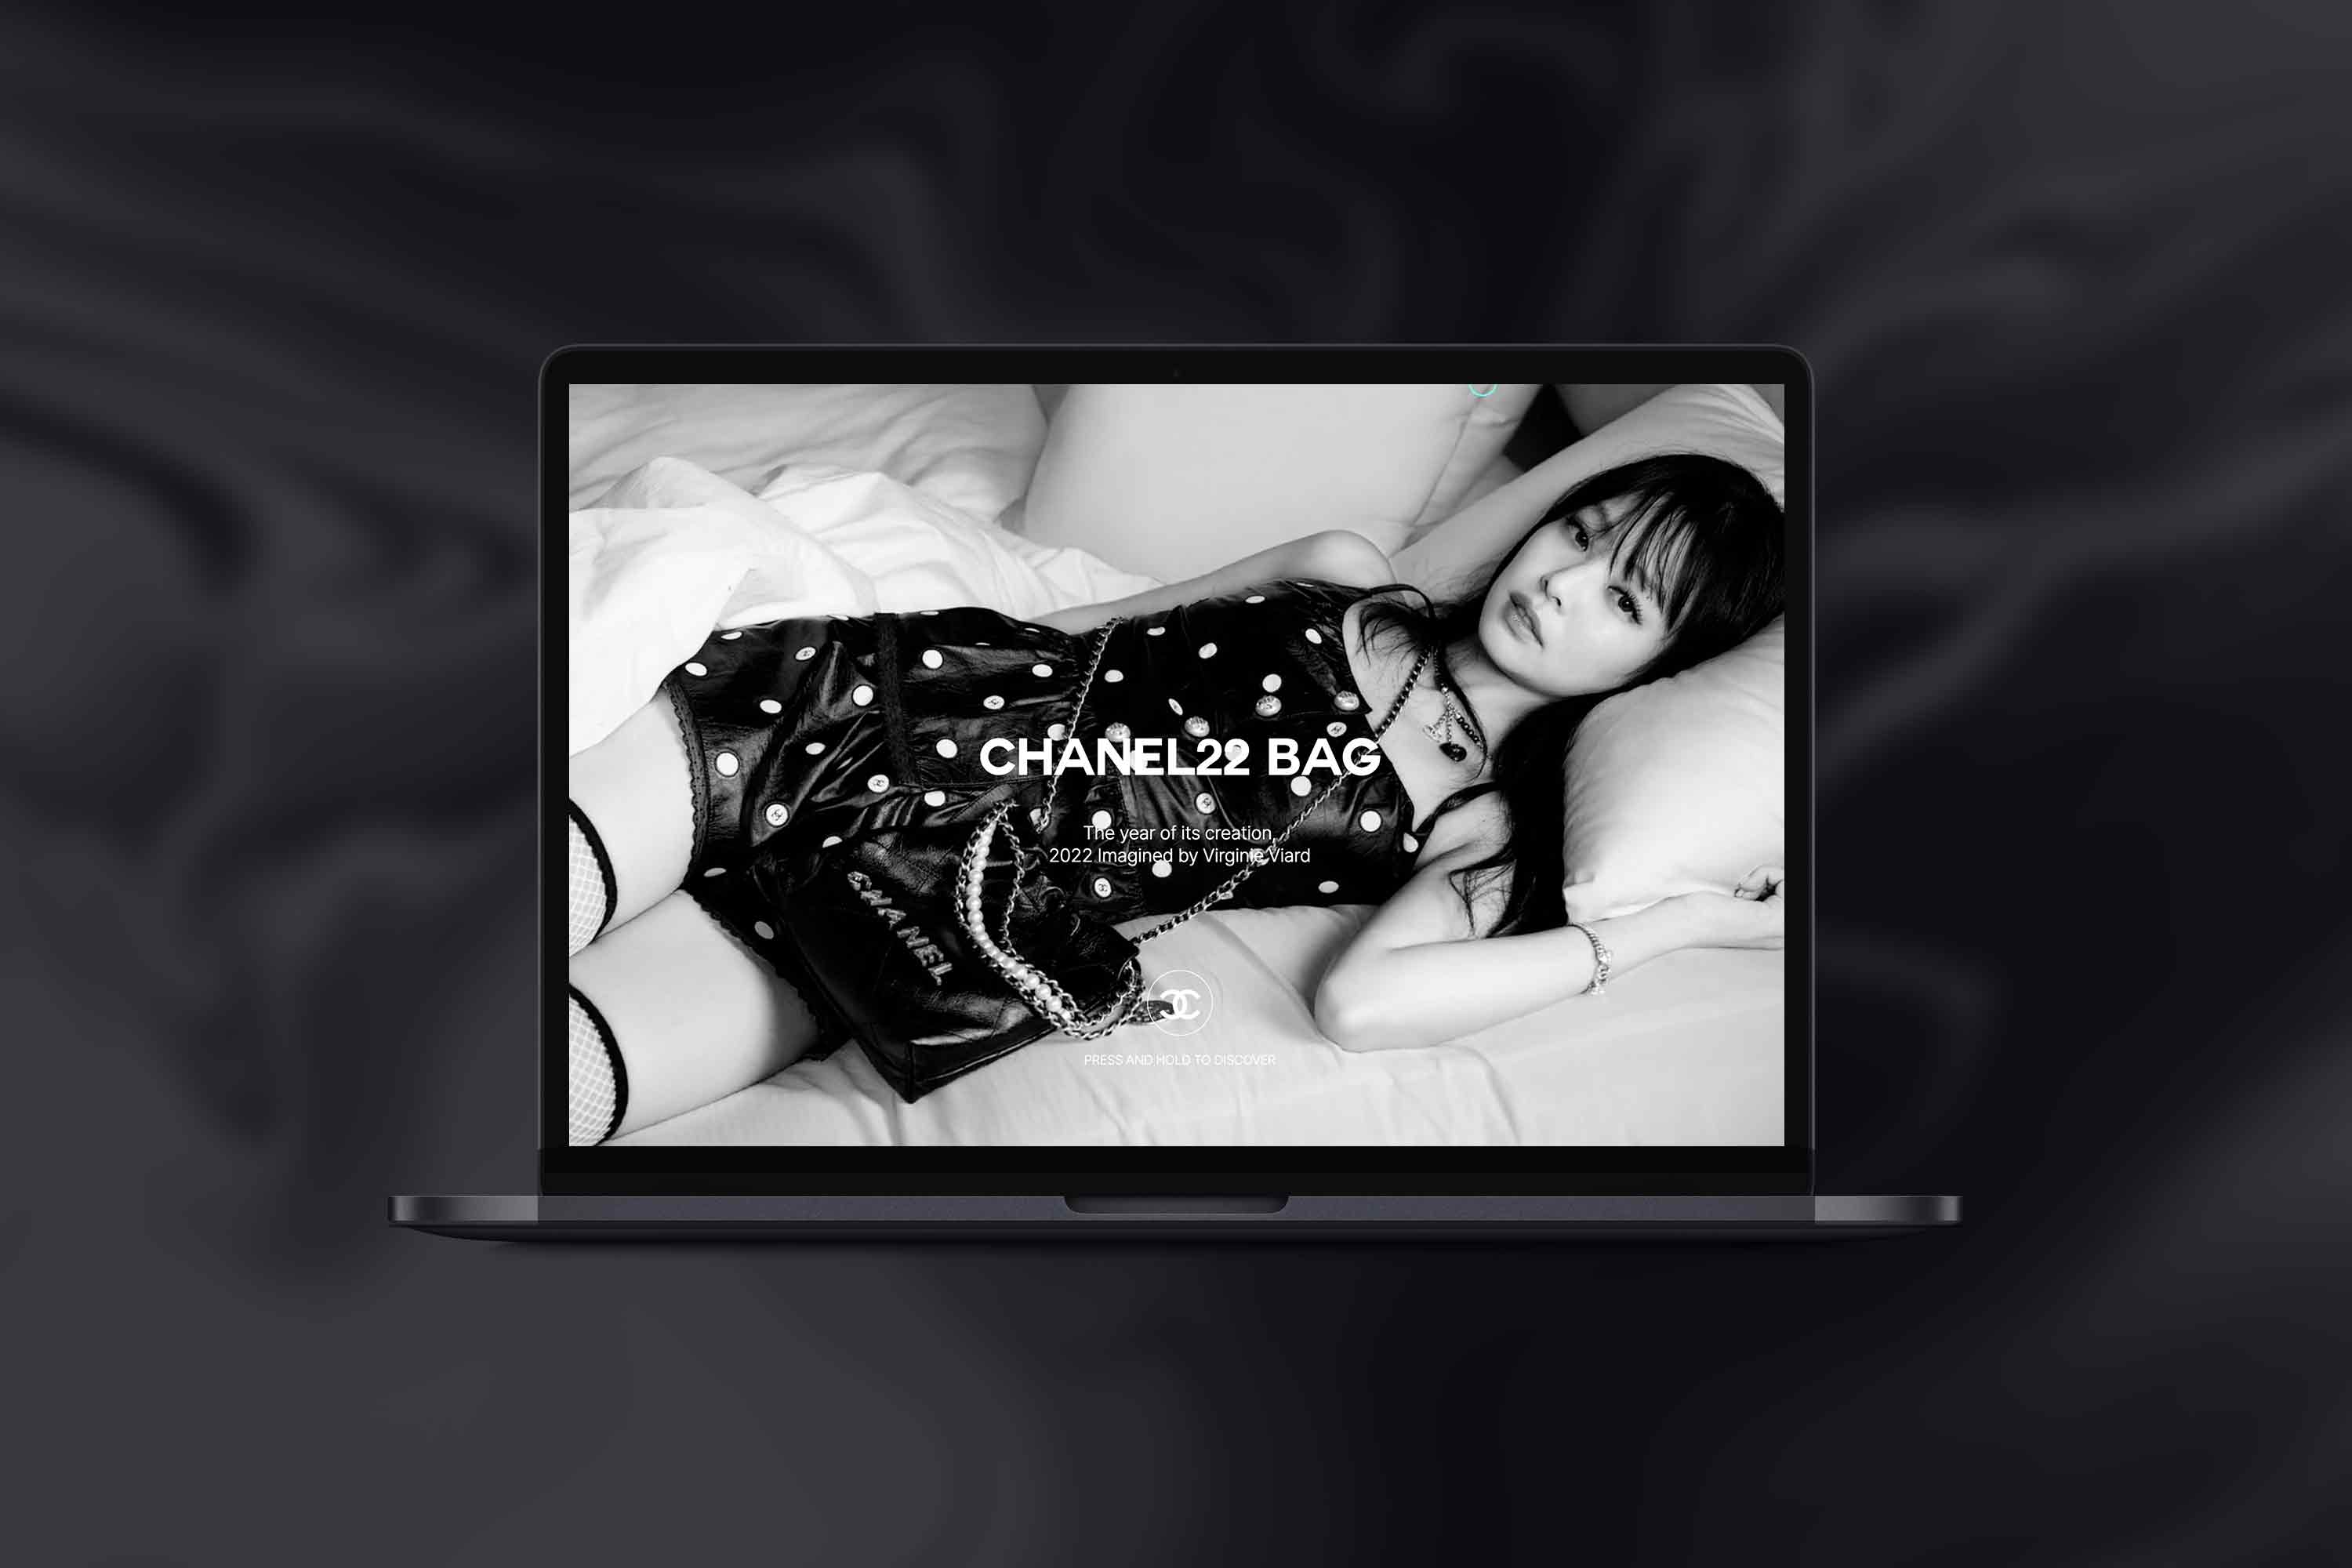 CHANEL22 BAG
The year of its creation,
2022 Imagined by Virginie Viard
CHANEL
PRESS AND HOLD TO DISCOVER